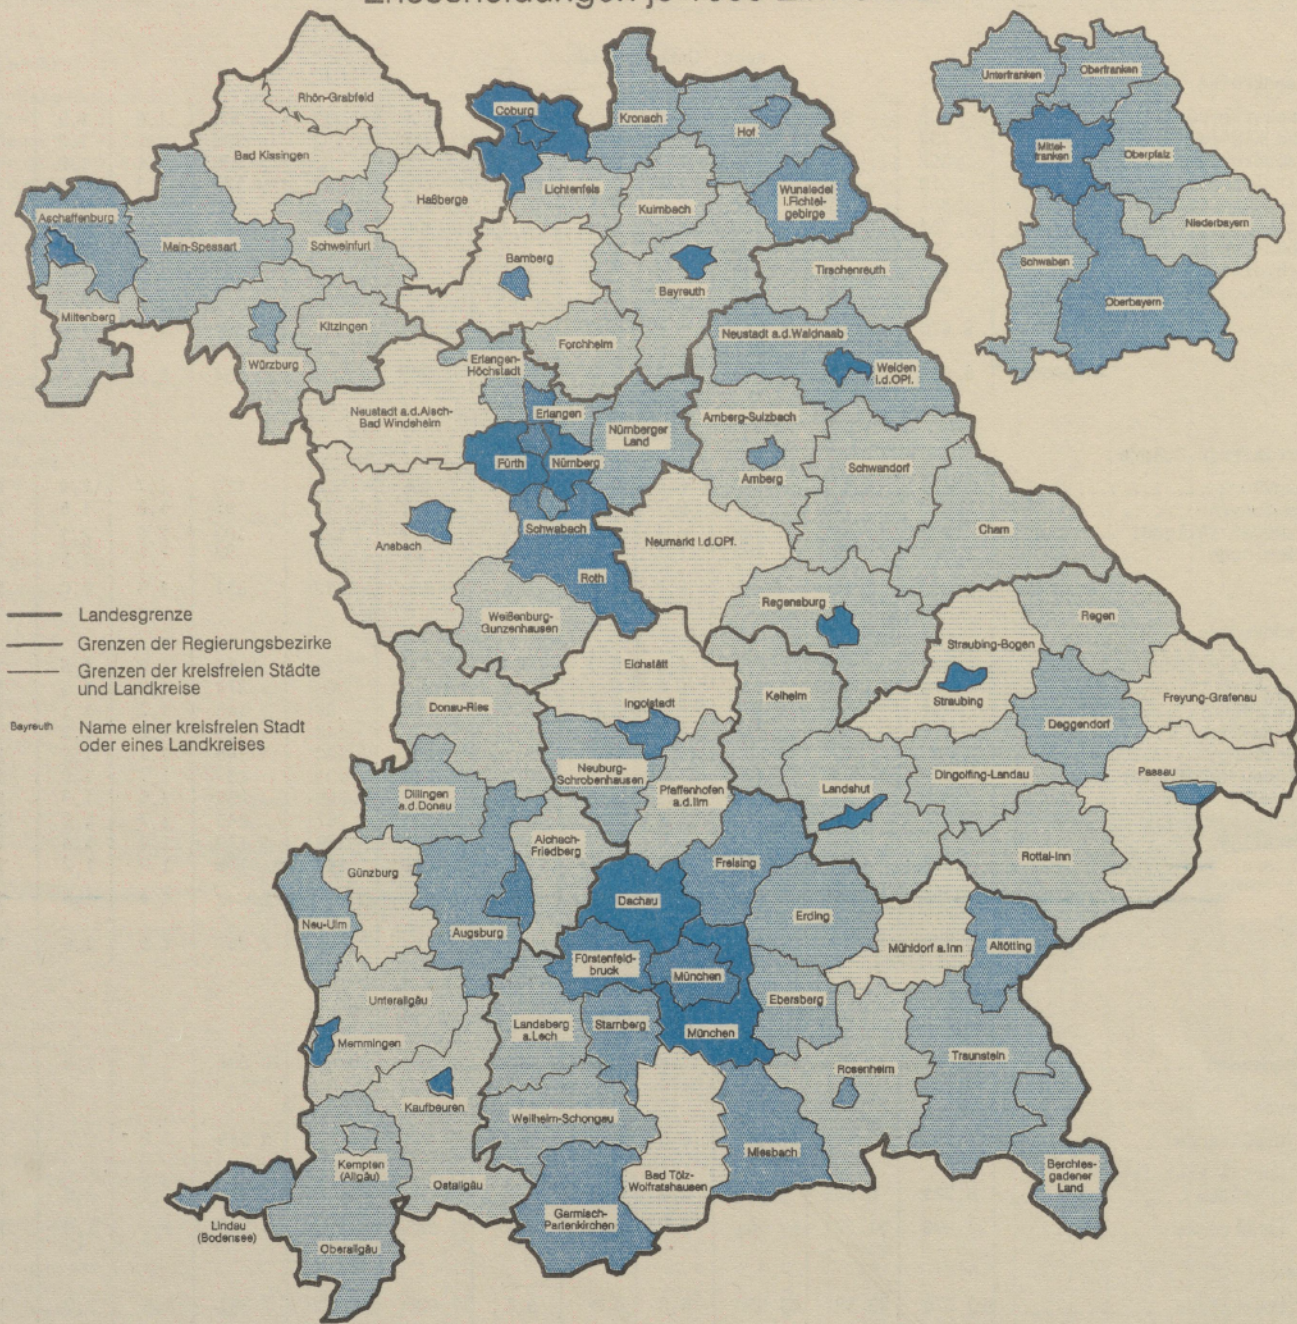 Ehescheidungen je 1000
Rhön-Grabfeld
Coburg
Kronach
Hof
Bad Kissingen
Haßberge
Lichtenfels
Kulmbach
Wunsiedel
i.Fichtel-
gebirge
Aschaffenburg
Main-Spessart
Schweinfurt
Bamberg
Bayreuth
Tirschenreuth
Miltenberg
Kitzingen
Würzburg
Forchheim
Neustadt a.d.Waldnaab
Weiden
i.d.OPf.
Erlangen-
Höchstadt
Neustadt a.d.Aisch-
Bad Windsheim
Erlangen
Nürnberger
Land
Amberg-Sulzbach
Fürth
Nürnberg
Amberg
Schwandorf
Schwabach
Ansbach
Neumarkt i.d.OPf.
Cham
Roth
Weißenburg-
Gunzenhausen
Regensburg
Regen
Straubing-Bogen
Straubing
Freyung-Grafenau
Eichstätt
Ingolstadt
Kelheim
Donau-Ries
Deggendorf
Neuburg-
Schrobenhausen
Pfaffenhofen
a.d.Ilm
Landshut
Dingolfing-Landau
Passau
Dillingen
a.d.Donau
Aichach-
Friedberg
Rottal-Inn
Günzburg
Freising
Dachau
Erding
Neu-Ulm
Augsburg
Mühldorf a.Inn
Altötting
Fürstenfeld-
bruck
München
Ebersberg
Unterallgäu
Landsberg
a.Lech
Starnberg
München
Memmingen
Traunstein
Rosenheim
Kaufbeuren
Weilheim-Schongau
Miesbach
Kempten
(Allgäu)
Ostallgäu
Bad Tölz-
Wolfratshausen
Berchtes-
gadener
Land
Lindau
(Bodensee)
Garmisch-
Partenkirchen
Oberallgäu
Unterfranken
Oberfranken
Mittel-
franken
Oberpfalz
Niederbayern
Schwaben
Oberbayern
Landesgrenze
Grenzen der Regierungsbezirke
Grenzen der kreisfreien Städte
und Landkreise
Bayreuth Name einer kreisfreien Stadt
oder eines Landkreises